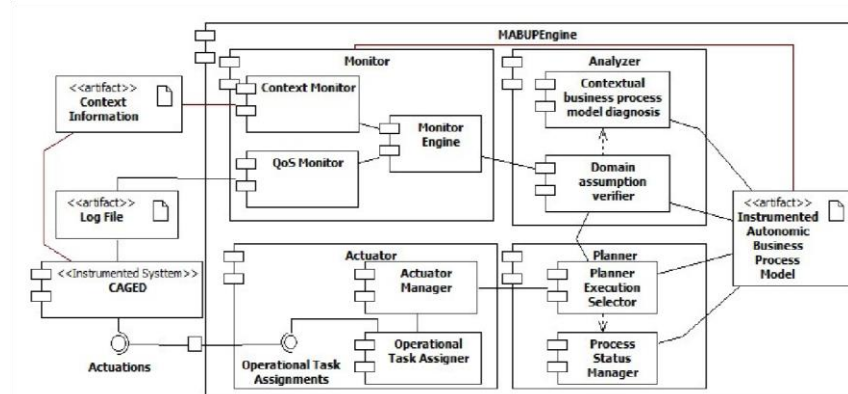 MABUPEngine
Monitor
Analyzer
<<artifact>>
Context
Information
Context Monitor
Monitor
Engine
QoS Monitor
Contextual
business process
model diagnosis
Domain
assumption
verifier
<<artifact>>
Log File
<<artifact>>
Instrumented
Autonomic
Business
Process
Model
<<Instrumented System>>
CAGED
Actuator
Actuator
Manager
Operational
Task Assigner
Planner
Planner
Execution
Selector
Process
Status
Manager
Actuations
Operational Task
Assignments